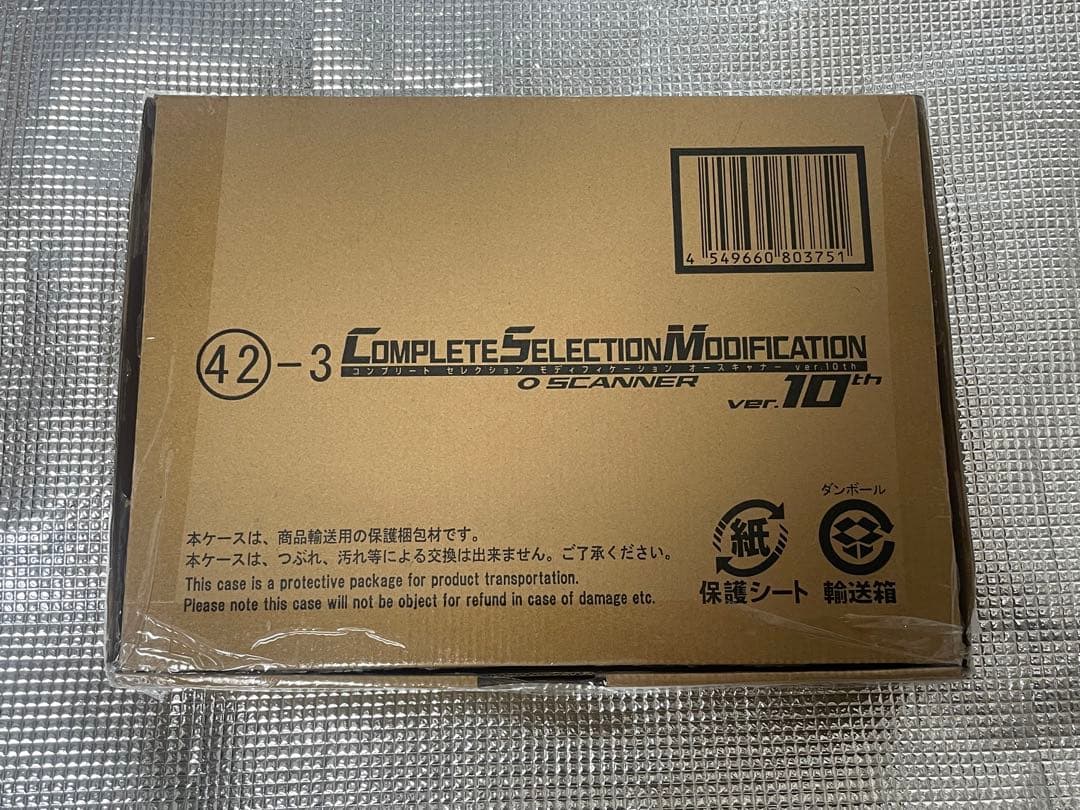 4 549660 803751
㊷-3 COMPLETE SELECTION MODIFICATION
コンプリート セレクション モディフィケーション オースキャナー ver.10th
O SCANNER
ver.10th
ダンボール
紙
保護シート 輸送箱
本ケースは、商品輸送用の保護梱包材です。
本ケースは、つぶれ、汚れ等による交換は出来ません。ご了承ください。
This case is a protective package for product transportation.
Please note this case will not be object for refund in case of damage etc.